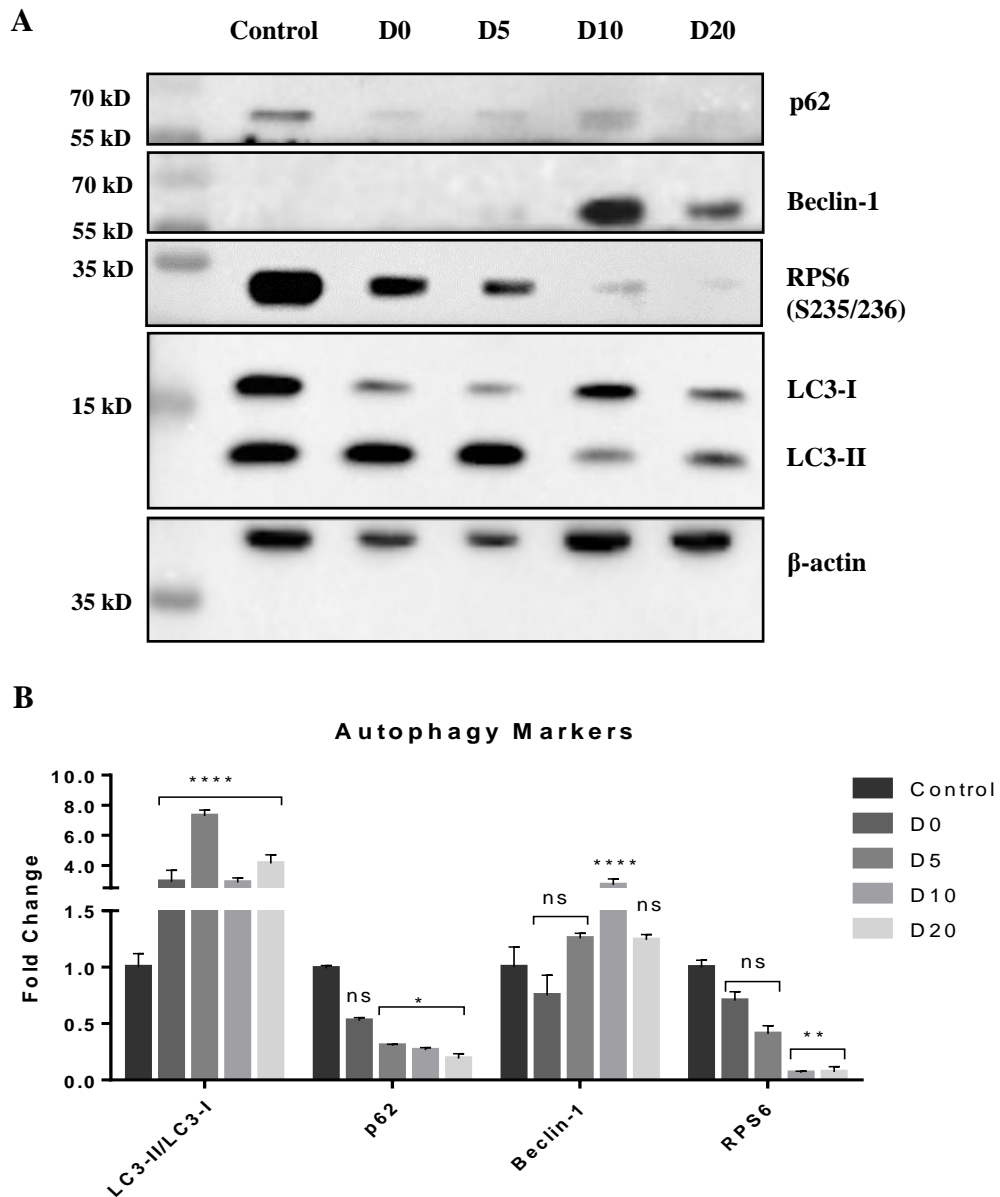 A
Control D0 D5 D10 D20
70 kD
55 kD
p62
70 kD
55 kD
Beclin-1
35 kD
RPS6
(S235/236)
15 kD
LC3-I
LC3-II
35 kD
β-actin
B
Autophagy Markers
Fold Change
10.0
8.0
6.0
4.0
1.5
1.0
0.5
0.0
****
ns
*
ns
****
ns
ns
**
LC3-II/LC3-I
p62
Beclin-1
RPS6
Control
D0
D5
D10
D20